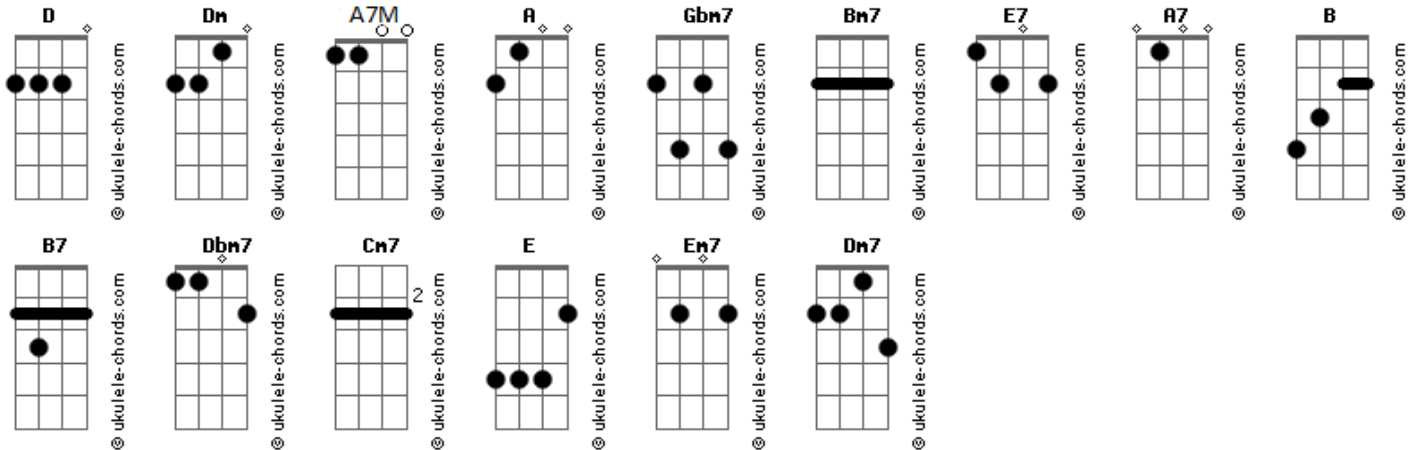 D Dm A7M A Gbm7 Bm7 E7 A7 B
© ukulele-chords.com © ukulele-chords.com © ukulele-chords.com © ukulele-chords.com © ukulele-chords.com © ukulele-chords.com © ukulele-chords.com © ukulele-chords.com © ukulele-chords.com
B7 Dbm7 Cm7 E Em7 Dm7
2
© ukulele-chords.com © ukulele-chords.com © ukulele-chords.com © ukulele-chords.com © ukulele-chords.com © ukulele-chords.com